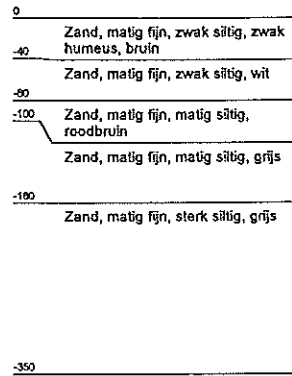 0
Zand, matig fijn, zwak siltig, zwak
humeus, bruin
-40
Zand, matig fijn, zwak siltig, wit
-80
-100
Zand, matig fijn, matig siltig,
roodbruin
Zand, matig fijn, matig siltig, grijs
-180
Zand, matig fijn, sterk siltig, grijs
-350